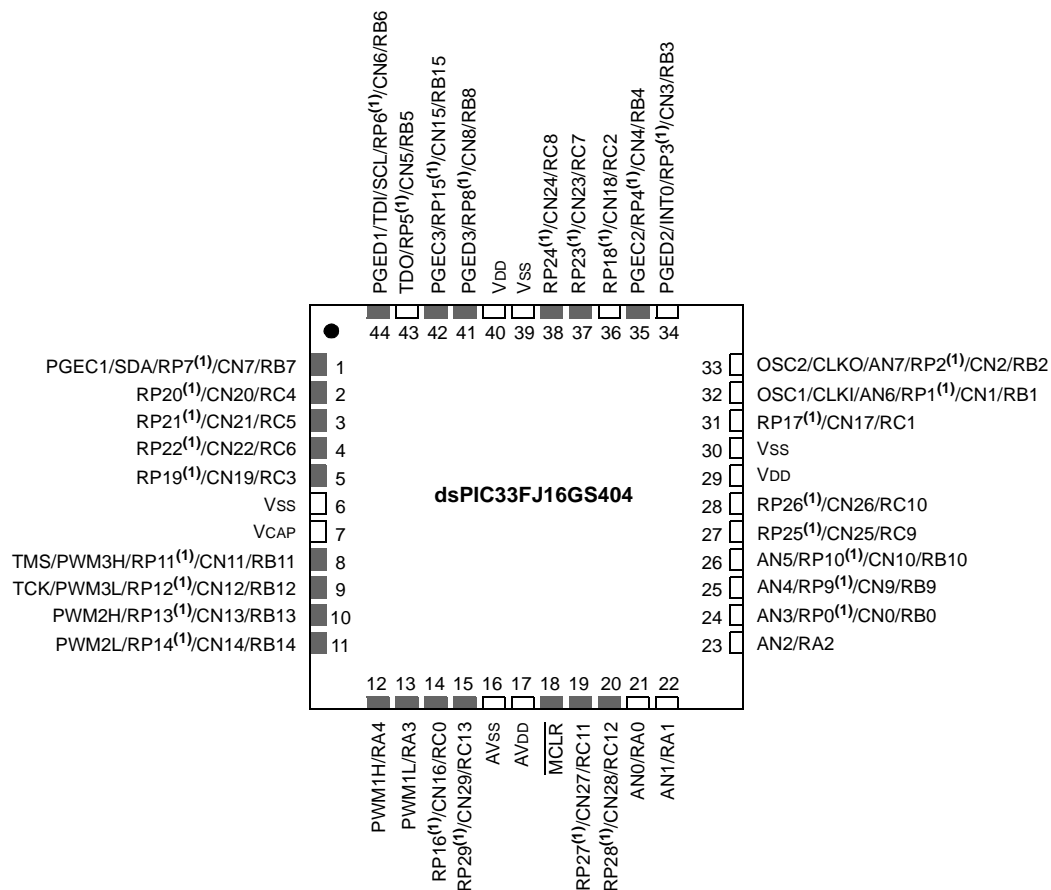 PGED1/TDI/SCL/RP6(1)/CN6/RB6
TDO/RP5(1)/CN5/RB5
PGEC3/RP15(1)/CN15/RB15
PGED3/RP8(1)/CN8/RB8
VDD
VSS
RP24(1)/CN24/RC8
RP23(1)/CN23/RC7
RP18(1)/CN18/RC2
PGEC2/RP4(1)/CN4/RB4
PGED2/INT0/RP3(1)/CN3/RB3
44 43 42 41 40 39 38 37 36 35 34
PGEC1/SDA/RP7(1)/CN7/RB7 1
RP20(1)/CN20/RC4 2
RP21(1)/CN21/RC5 3
RP22(1)/CN22/RC6 4
RP19(1)/CN19/RC3 5
VSS 6
VCAP 7
TMS/PWM3H/RP11(1)/CN11/RB11 8
TCK/PWM3L/RP12(1)/CN12/RB12 9
PWM2H/RP13(1)/CN13/RB13 10
PWM2L/RP14(1)/CN14/RB14 11
dsPIC33FJ16GS404
33 OSC2/CLKO/AN7/RP2(1)/CN2/RB2
32 OSC1/CLKI/AN6/RP1(1)/CN1/RB1
31 RP17(1)/CN17/RC1
30 VSS
29 VDD
28 RP26(1)/CN26/RC10
27 RP25(1)/CN25/RC9
26 AN5/RP10(1)/CN10/RB10
25 AN4/RP9(1)/CN9/RB9
24 AN3/RP0(1)/CN0/RB0
23 AN2/RA2
12 13 14 15 16 17 18 19 20 21 22
PWM1H/RA4
PWM1L/RA3
RP16(1)/CN16/RC0
RP29(1)/CN29/RC13
AVSS
AVDD
MCLR
RP27(1)/CN27/RC11
RP28(1)/CN28/RC12
AN0/RA0
AN1/RA1